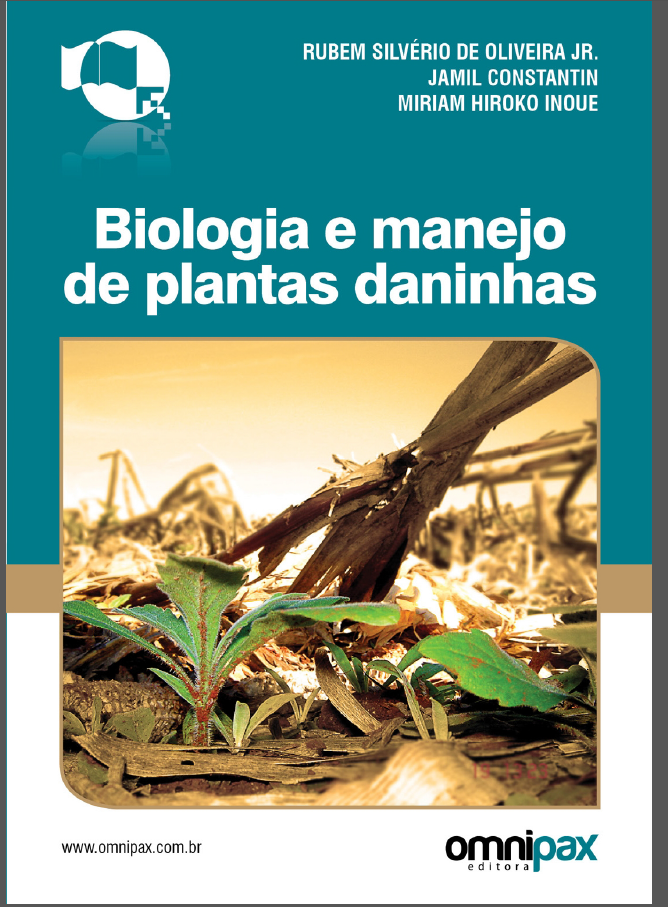 RUBEM SILVÉRIO DE OLIVEIRA JR.
JAMIL CONSTANTIN
MIRIAM HIROKO INOUE
Biologia e manejo
de plantas daninhas
www.omnipax.com.br
omnipax
editora